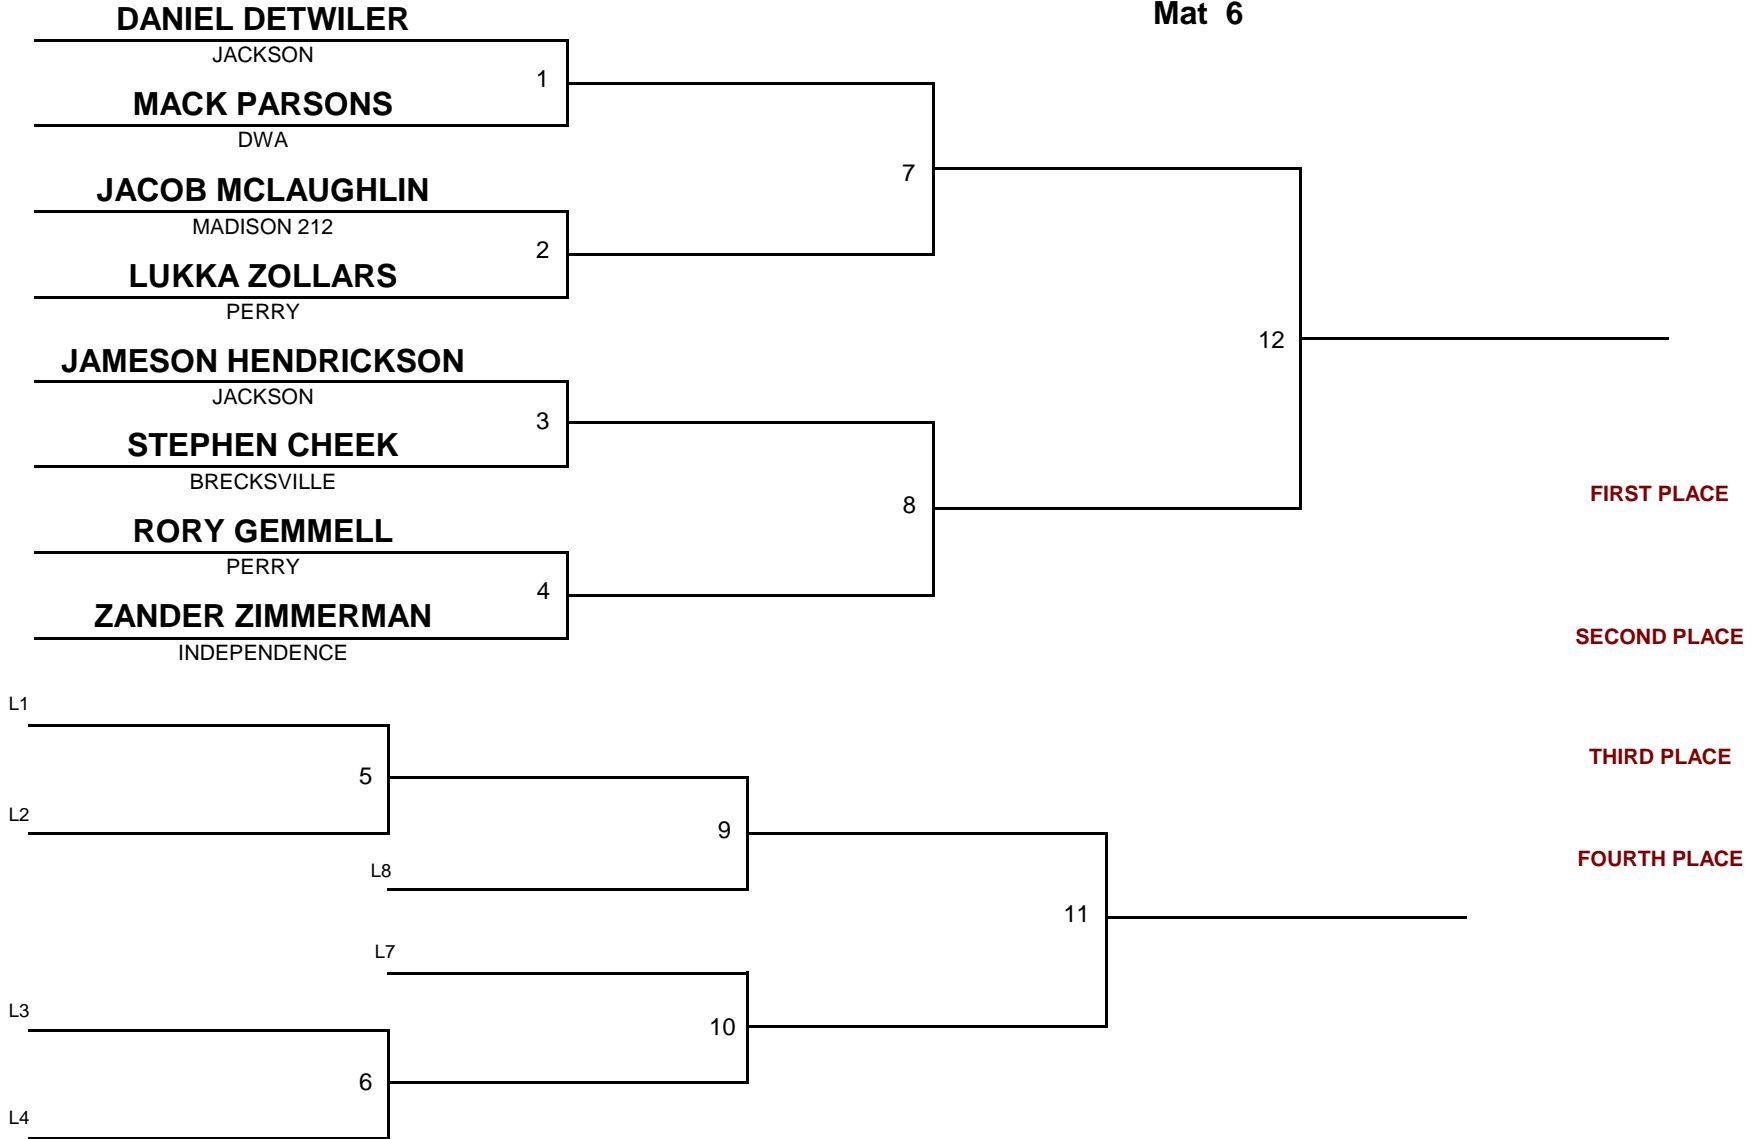 DANIEL DETWILER
Mat 6
JACKSON
1
MACK PARSONS
DWA
JACOB MCLAUGHLIN
7
MADISON 212
2
LUKKA ZOLLARS
PERRY
12
JAMESON HENDRICKSON
JACKSON
3
STEPHEN CHEEK
BRECKSVILLE
FIRST PLACE
8
RORY GEMMELL
PERRY
4
ZANDER ZIMMERMAN
SECOND PLACE
INDEPENDENCE
L1
THIRD PLACE
5
L2
9
FOURTH PLACE
L8
11
L7
L3
10
6
L4